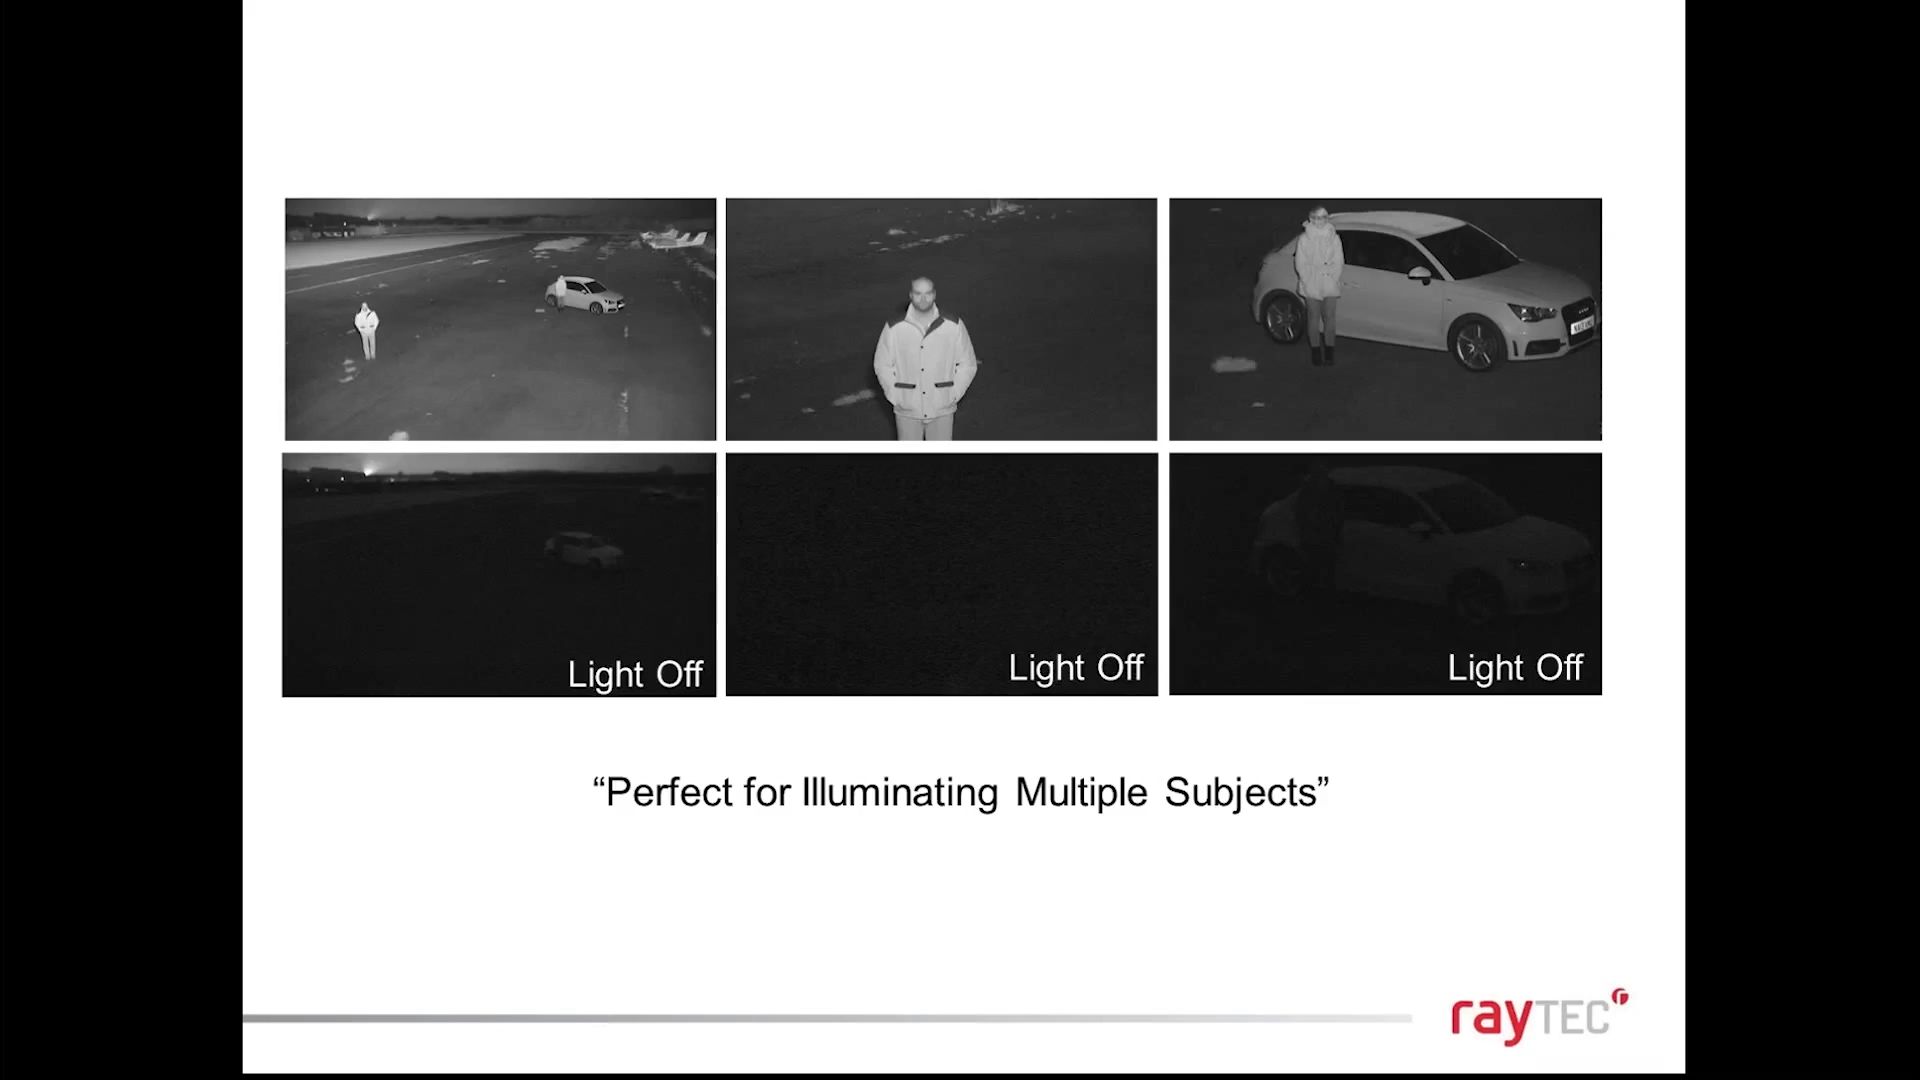 Light Off
Light Off
Light Off
“Perfect for Illuminating Multiple Subjects”
rayTEC